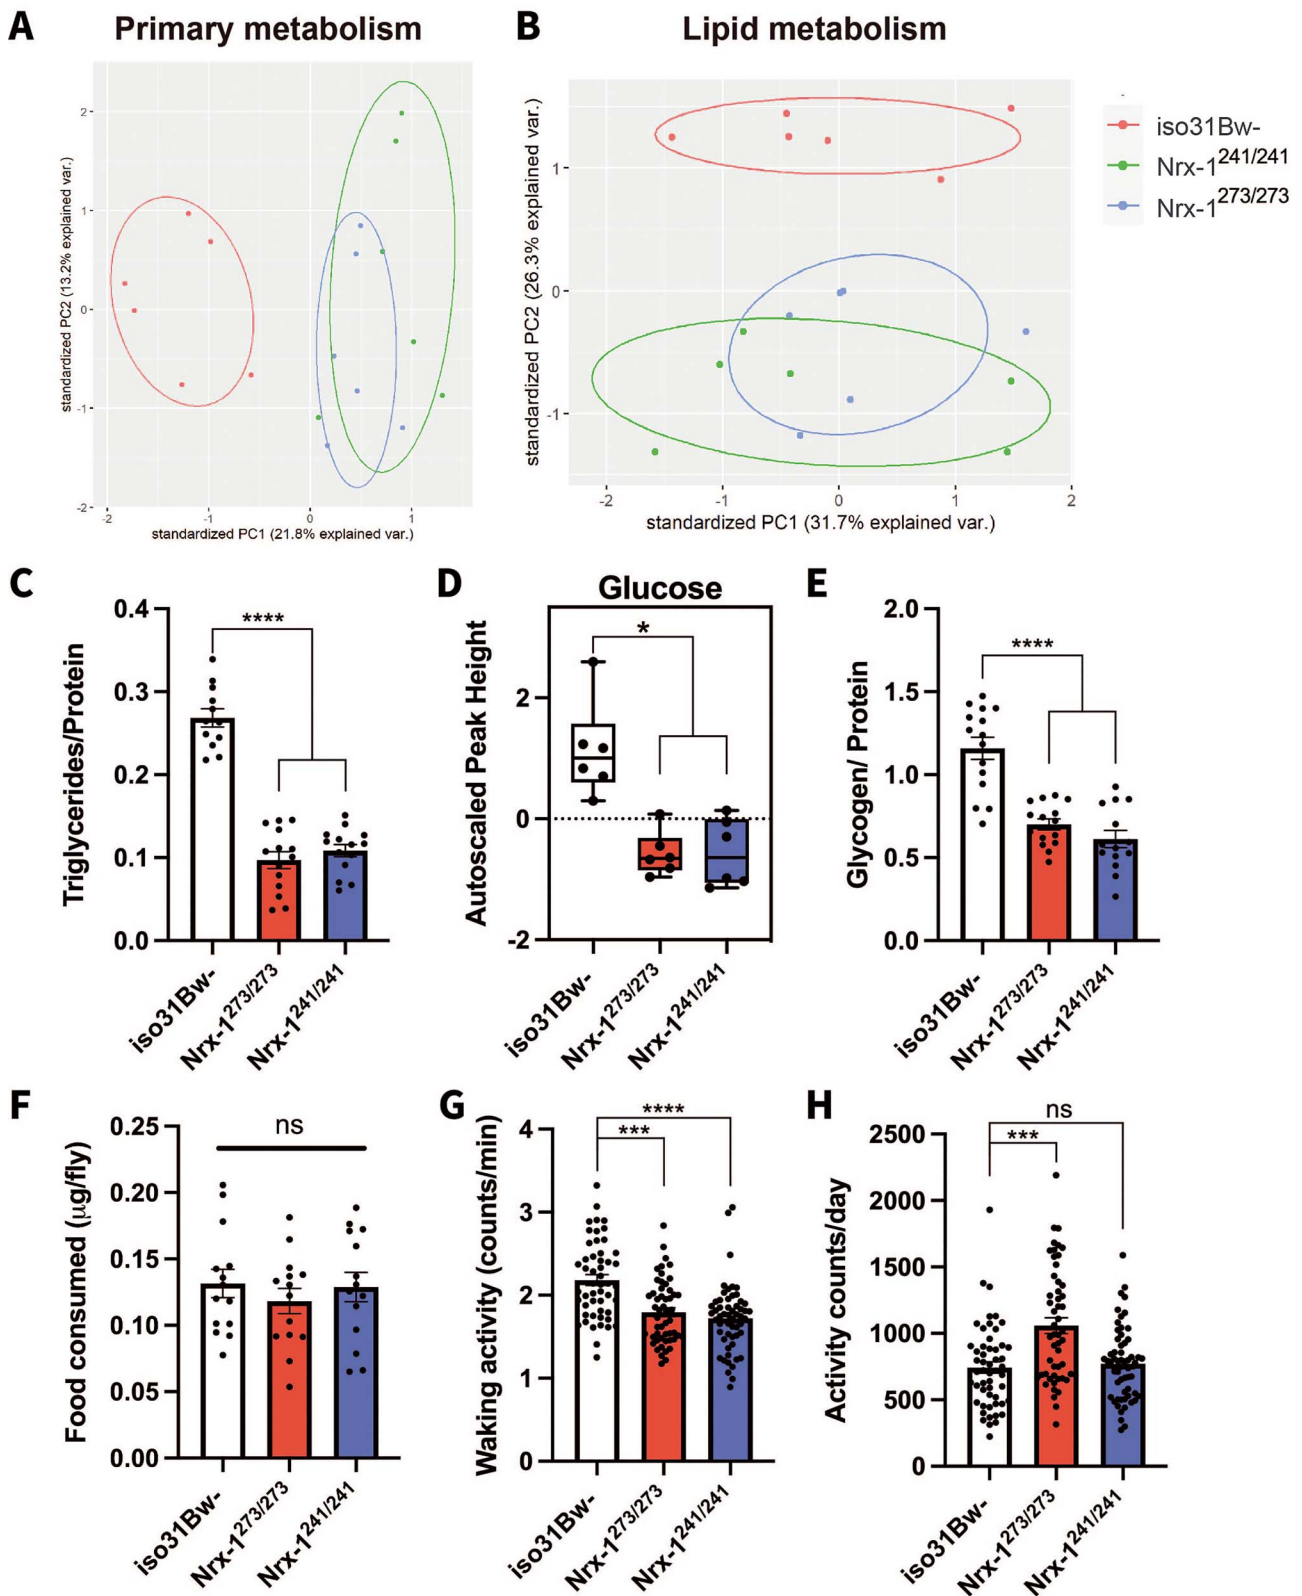 A
Primary metabolism
standardized PC2 (13.2% explained var.)
2
1
0
-1
-2
-2
-1
0
1
standardized PC1 (21.8% explained var.)
B
Lipid metabolism
standardized PC2 (26.3% explained var.)
1
0
-1
-2
-1
0
1
2
standardized PC1 (31.7% explained var.)
iso31Bw-
Nrx-1241/241
Nrx-1273/273
C
Triglycerides/Protein
0.4
0.3
0.2
0.1
0.0
****
iso31Bw-
Nrx-1273/273
Nrx-1241/241
D
Glucose
Autoscaled Peak Height
2
0
-2
*
iso31Bw-
Nrx-1273/273
Nrx-1241/241
E
Glycogen/ Protein
2.0
1.5
1.0
0.5
0.0
****
iso31Bw-
Nrx-1273/273
Nrx-1241/241
F
Food consumed (μg/fly)
0.25
0.20
0.15
0.10
0.05
0.00
ns
iso31Bw-
Nrx-1273/273
Nrx-1241/241
G
Waking activity (counts/min)
4
3
2
1
0
****
***
iso31Bw-
Nrx-1273/273
Nrx-1241/241
H
Activity counts/day
2500
2000
1500
1000
500
0
ns
***
iso31Bw-
Nrx-1273/273
Nrx-1241/241